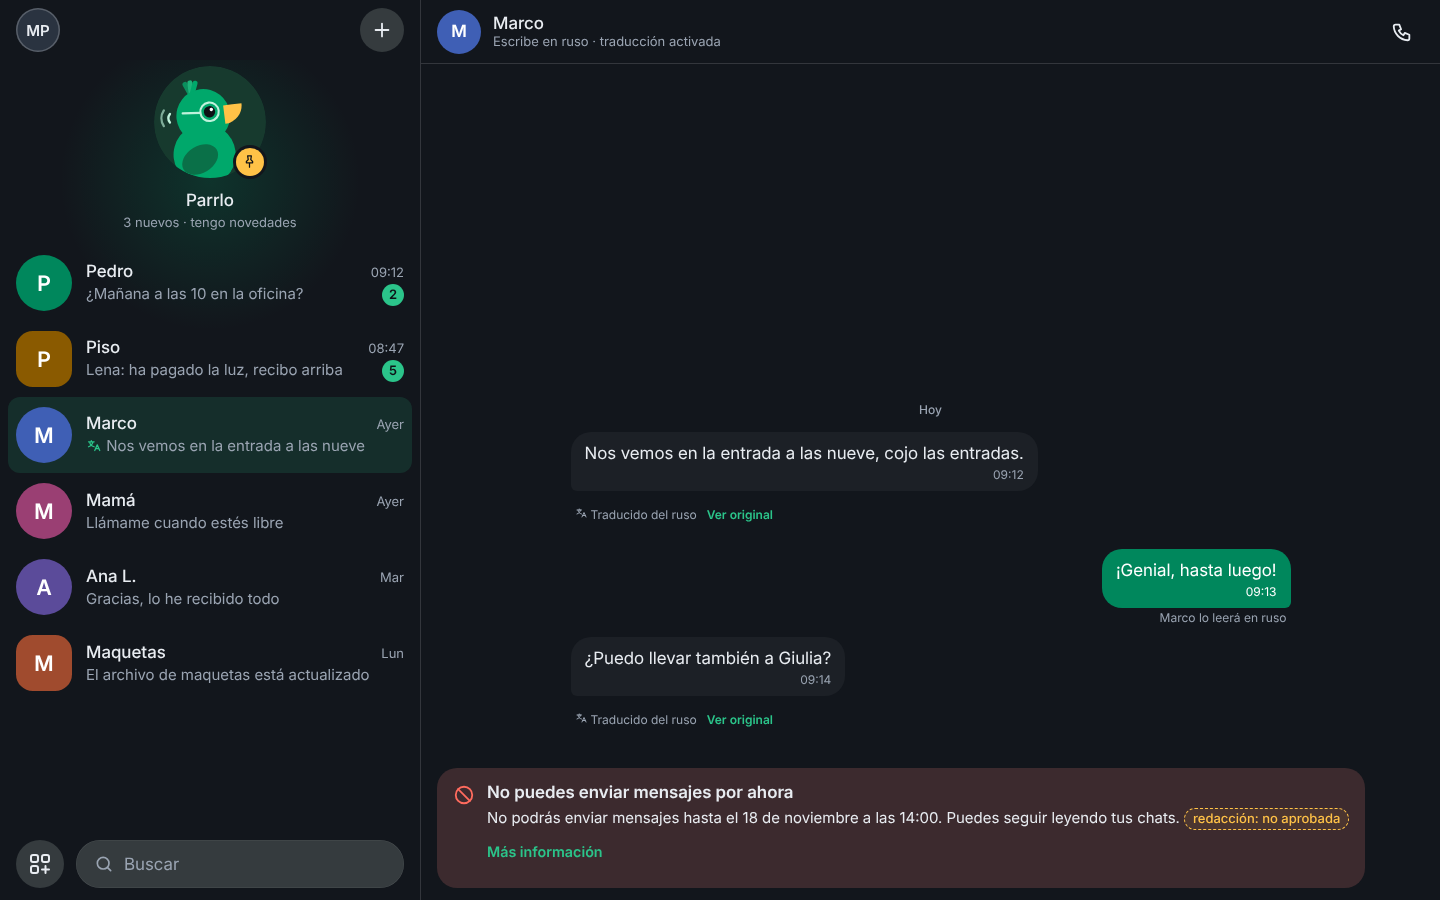 MP
Parrlo
3 nuevos · tengo novedades
P
Pedro
09:12
¿Mañana a las 10 en la oficina?
2
P
Piso
08:47
Lena: ha pagado la luz, recibo arriba
5
M
Marco
Ayer
Nos vemos en la entrada a las nueve
M
Mamá
Ayer
Llámame cuando estés libre
A
Ana L.
Mar
Gracias, lo he recibido todo
M
Maquetas
Lun
El archivo de maquetas está actualizado
Buscar
M
Marco
Escribe en ruso · traducción activada
Hoy
Nos vemos en la entrada a las nueve, cojo las entradas.
09:12
Traducido del ruso Ver original
¡Genial, hasta luego!
09:13
Marco lo leerá en ruso
¿Puedo llevar también a Giulia?
09:14
Traducido del ruso Ver original
No puedes enviar mensajes por ahora
No podrás enviar mensajes hasta el 18 de noviembre a las 14:00. Puedes seguir leyendo tus chats. redacción: no aprobada
Más información